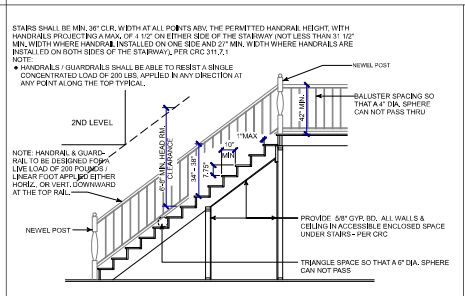 STAIRS SHALL BE MIN. 36" CLR. WIDTH AT ALL POINTS ABV. THE PERMITTED HANDRAIL HEIGHT, WITH
HANDRAILS PROJECTING A MAX. OF 4 1/2" ON EITHER SIDE OF THE STAIRWAY (NOT LESS THAN 31 1/2"
MIN. WIDTH WHERE HANDRAIL INSTALLED ON ONE SIDE AND 27" MIN. WIDTH WHERE HANDRAILS ARE
INSTALLED ON BOTH SIDES OF THE STAIRWAY), PER CRC 311.7.1
NOTE:
• HANDRAILS / GUARDRAILS SHALL BE ABLE TO RESIST A SINGLE
CONCENTRATED LOAD OF 200 LBS, APPLIED IN ANY DIRECTION AT
ANY POINT ALONG THE TOP TYPICAL.
NEWEL POST
BALUSTER SPACING SO
THAT A 4" DIA. SPHERE
CAN NOT PASS THRU
42" MIN.
2ND LEVEL
1" MAX
10"
MIN
7.75"
34" - 38"
6'-8" MIN. HEAD RM.
CLEARANCE
NOTE: HANDRAIL & GUARD-
RAIL TO BE DESIGNED FOR A
LIVE LOAD OF 200 POUNDS /
LINEAR FOOT APPLIED EITHER
HORIZ., OR VERT. DOWNWARD
AT THE TOP RAIL.
NEWEL POST
PROVIDE 5/8" GYP. BD. ALL WALLS &
CEILING IN ACCESSIBLE ENCLOSED SPACE
UNDER STAIRS - PER CRC
TRIANGLE SPACE SO THAT A 6" DIA. SPHERE
CAN NOT PASS